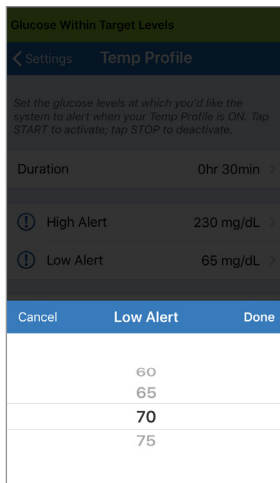 Glucose Within Target Levels
Settings Temp Profile
Set the glucose levels at which you'd like the
system to alert when your Temp Profile is ON. Tap
START to activate; tap STOP to deactivate.
Duration 0hr 30min
High Alert 230 mg/dL
Low Alert 65 mg/dL
Cancel Low Alert Done
60
65
70
75